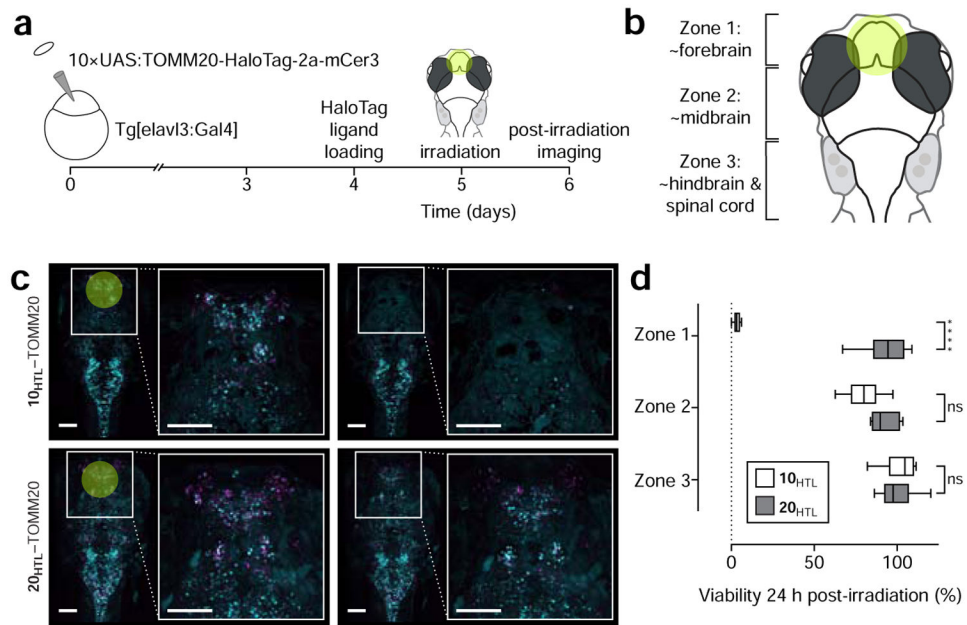 a
10×UAS:TOMM20-HaloTag-2a-mCer3
Tg[elavl3:Gal4]
HaloTag
ligand
loading
irradiation
post-irradiation
imaging
0
3
4
5
6
Time (days)
b
Zone 1:
~forebrain
Zone 2:
~midbrain
Zone 3:
~hindbrain &
spinal cord
c
10HTL–TOMM20
20HTL–TOMM20
d
Zone 1
Zone 2
Zone 3
****
ns
ns
10HTL
20HTL
0
50
100
Viability 24 h post-irradiation (%)